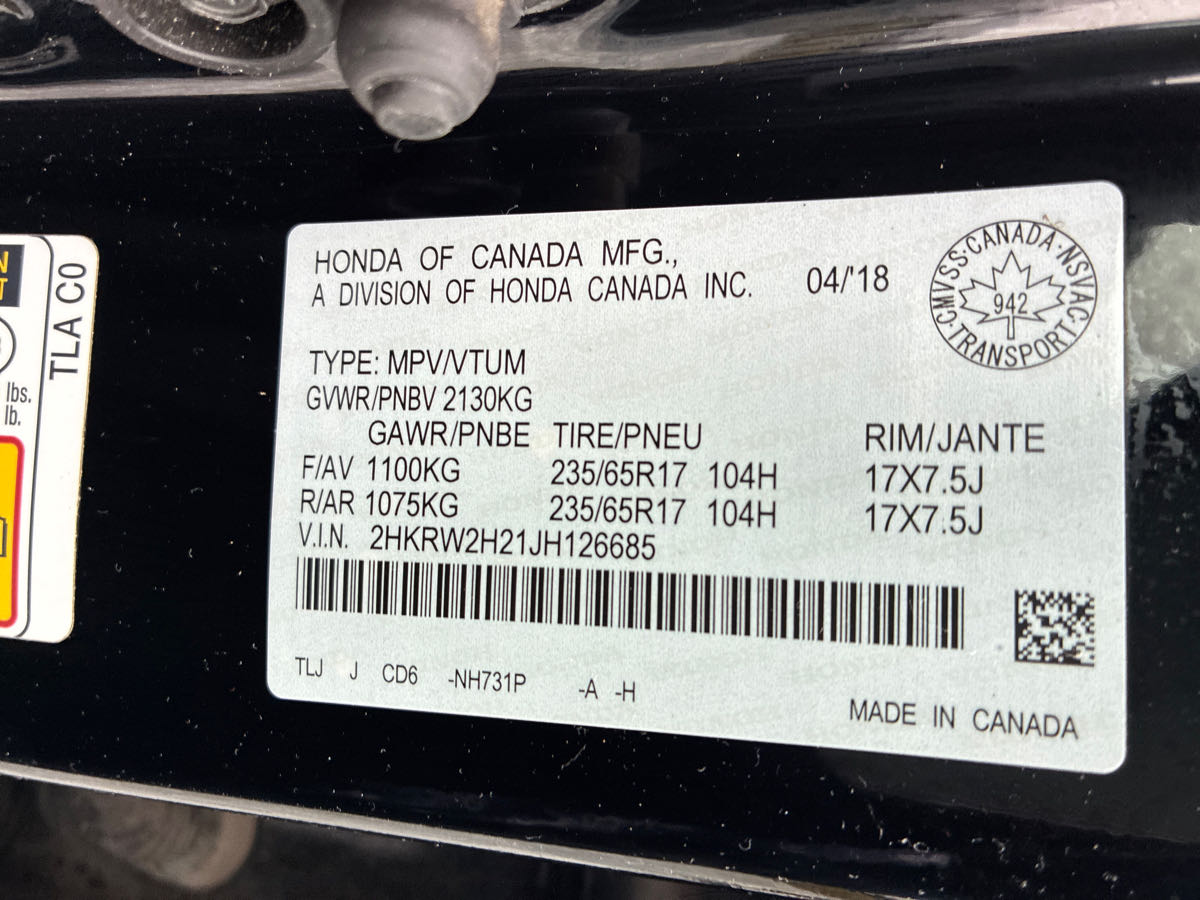 HONDA OF CANADA MFG.,
A DIVISION OF HONDA CANADA INC. 04/'18
CMVSS·CANADA·NSVAC·TRANSPORT·
942
TYPE: MPV/VTUM
GVWR/PNBV 2130KG
GAWR/PNBE TIRE/PNEU RIM/JANTE
F/AV 1100KG 235/65R17 104H 17X7.5J
R/AR 1075KG 235/65R17 104H 17X7.5J
V.I.N. 2HKRW2H21JH126685
TLJ J CD6 -NH731P -A -H
MADE IN CANADA
TLA C0
lbs.
lb.